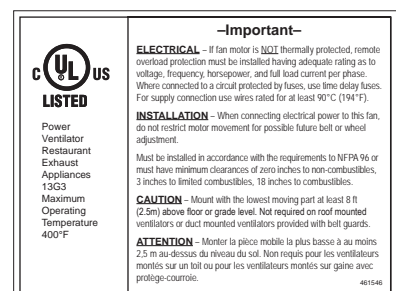 c UL US
LISTED
Power
Ventilator
Restaurant
Exhaust
Appliances
13G3
Maximum
Operating
Temperature
400°F
–Important–
ELECTRICAL – If fan motor is NOT thermally protected, remote
overload protection must be installed having adequate rating as to
voltage, frequency, horsepower, and full load current per phase.
Where connected to a circuit protected by fuses, use time delay fuses.
For supply connection use wires rated for at least 90°C (194°F).
INSTALLATION – When connecting electrical power to this fan,
do not restrict motor movement for possible future belt or wheel
adjustment.
Must be installed in accordance with the requirements to NFPA 96 or
must have minimum clearances of zero inches to non-combustibles,
3 inches to limited combustibles, 18 inches to combustibles.
CAUTION – Mount with the lowest moving part at least 8 ft
(2.5m) above floor or grade level. Not required on roof mounted
ventilators or duct mounted ventilators provided with belt guards.
ATTENTION – Monter la pièce mobile la plus basse à au moins
2,5 m au-dessus du niveau du sol. Non requis pour les ventilateurs
montés sur un toit ou pour les ventilateurs montés sur gaine avec
protège-courroie.
461546